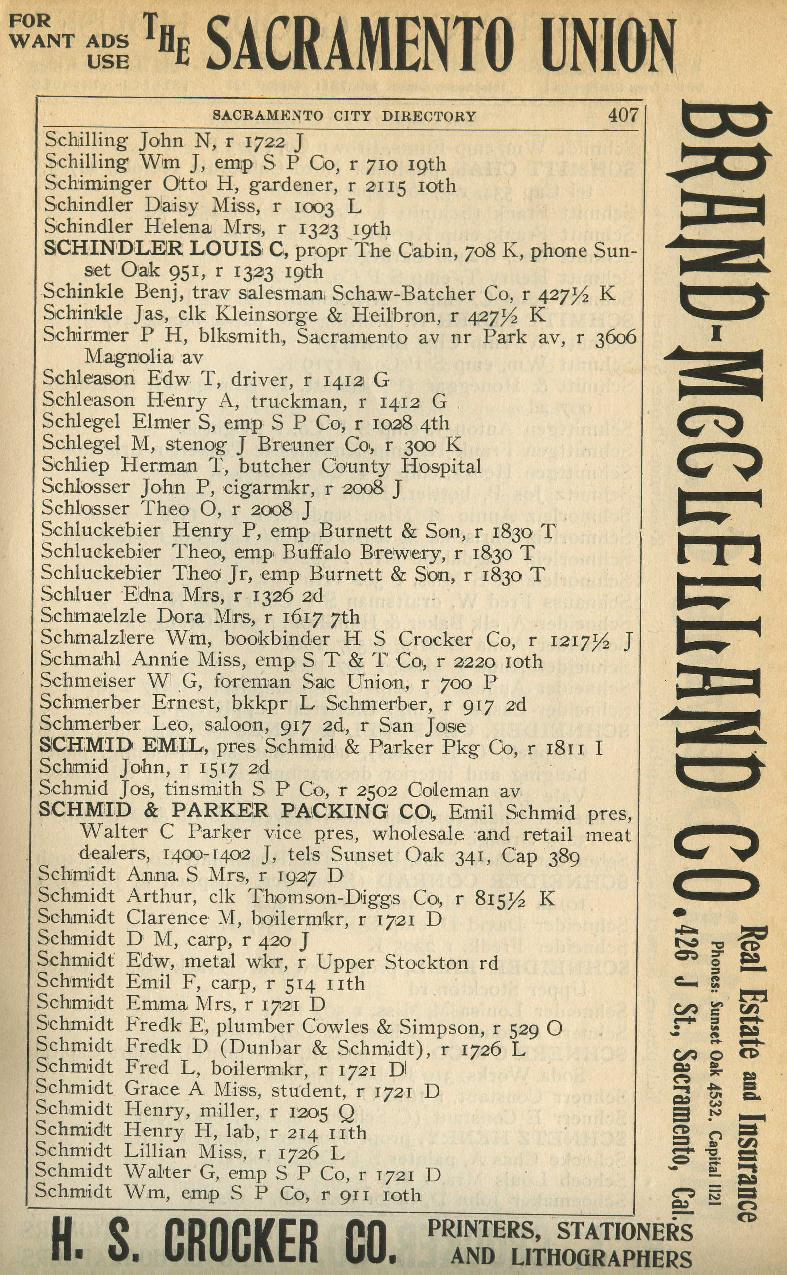 FOR
WANT ADS
USE
THE SACRAMENTO UNION
SACRAMENTO CITY DIRECTORY 407
Schilling John N, r 1722 J
Schilling Wm J, emp S P Co, r 710 19th
Schiminger Otto H, gardener, r 2115 10th
Schindler Daisy Miss, r 1003 L
Schindler Helena Mrs, r 1323 19th
SCHINDLER LOUIS C, propr The Cabin, 708 K, phone Sun-
set Oak 951, r 1323 19th
Schinkle Benj, trav salesman Schaw-Batcher Co, r 427½ K
Schinkle Jas, clk Kleinsorge & Heilbron, r 427½ K
Schirmer P H, blksmith, Sacramento av nr Park av, r 3606
Magnolia av
Schleason Edw T, driver, r 1412 G
Schleason Henry A, truckman, r 1412 G
Schlegel Elmer S, emp S P Co, r 1028 4th
Schlegel M, stenog J Breuner Co, r 300 K
Schliep Herman T, butcher County Hospital
Schlosser John P, cigarmkr, r 2008 J
Schlosser Theo O, r 2008 J
Schluckebier Henry P, emp Burnett & Son, r 1830 T
Schluckebier Theo, emp Buffalo Brewery, r 1830 T
Schluckebier Theo Jr, emp Burnett & Son, r 1830 T
Schluer Edna Mrs, r 1326 2d
Schmaelzle Dora Mrs, r 1617 7th
Schmalzlere Wm, bookbinder H S Crocker Co, r 1217½ J
Schmahl Annie Miss, emp S T & T Co, r 2220 10th
Schmeiser W G, foreman Sac Union, r 700 P
Schmerber Ernest, bkkpr L Schmerber, r 917 2d
Schmerber Leo, saloon, 917 2d, r San Jose
SCHMID EMIL, pres Schmid & Parker Pkg Co, r 1811 I
Schmid John, r 1517 2d
Schmid Jos, tinsmith S P Co, r 2502 Coleman av
SCHMID & PARKER PACKING CO, Emil Schmid pres,
Walter C Parker vice pres, wholesale and retail meat
dealers, 1400-1402 J, tels Sunset Oak 341, Cap 389
Schmidt Anna S Mrs, r 1927 D
Schmidt Arthur, clk Thomson-Diggs Co, r 815½ K
Schmidt Clarence M, boilermkr, r 1721 D
Schmidt D M, carp, r 420 J
Schmidt Edw, metal wkr, r Upper Stockton rd
Schmidt Emil F, carp, r 514 11th
Schmidt Emma Mrs, r 1721 D
Schmidt Fredk E, plumber Cowles & Simpson, r 529 O
Schmidt Fredk D (Dunbar & Schmidt), r 1726 L
Schmidt Fred L, boilermkr, r 1721 D
Schmidt Grace A Miss, student, r 1721 D
Schmidt Henry, miller, r 1205 Q
Schmidt Henry H, lab, r 214 11th
Schmidt Lillian Miss, r 1726 L
Schmidt Walter G, emp S P Co, r 1721 D
Schmidt Wm, emp S P Co, r 911 10th
BRAND-McCLELLAND CO.
Real Estate and Insurance
Phones: Sunset Oak 4532, Capital 1121
426 J St., Sacramento, Cal.
H. S. CROCKER CO.
PRINTERS, STATIONERS
AND LITHOGRAPHERS